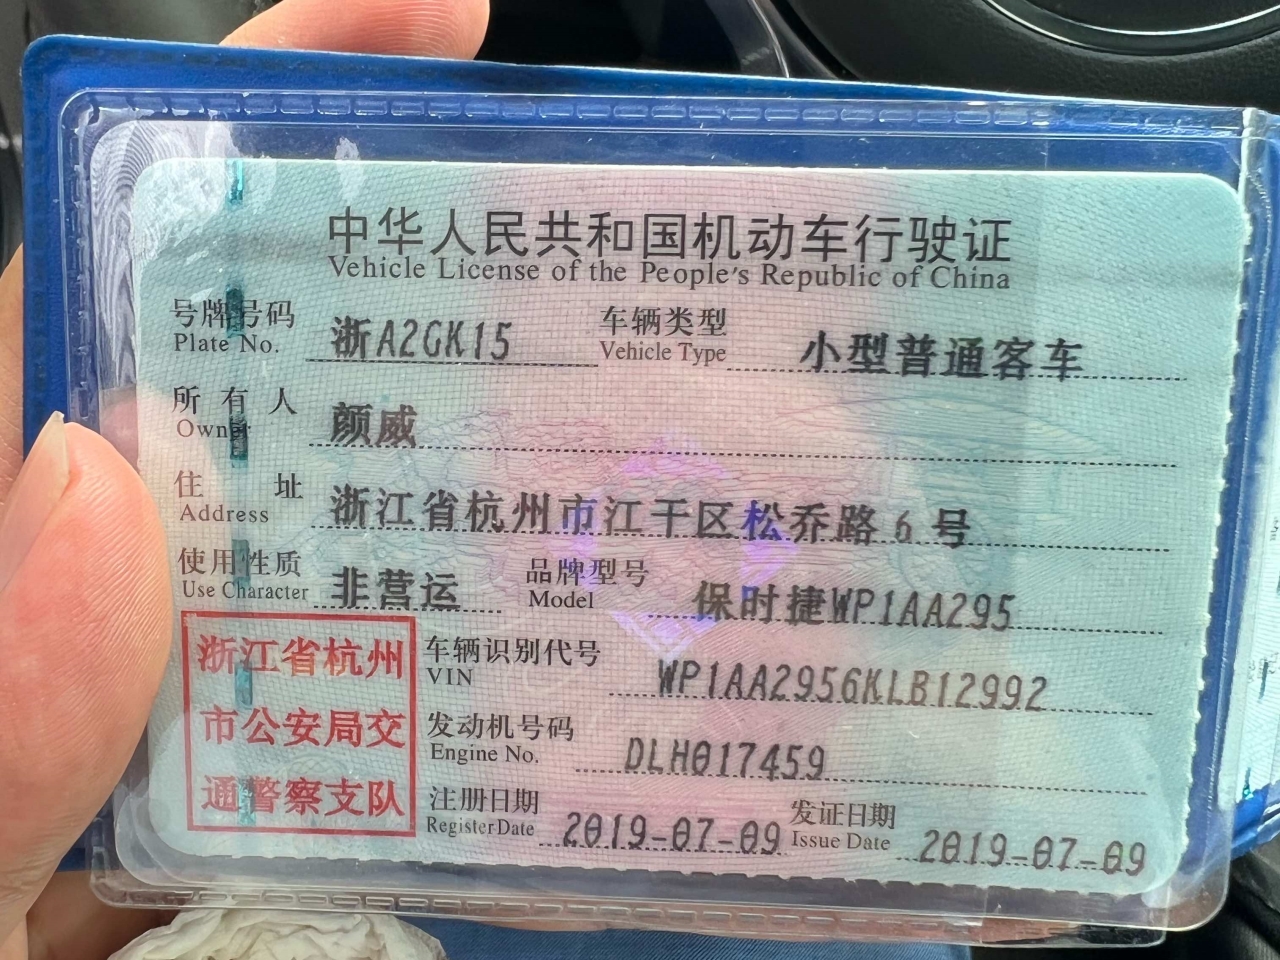 中华人民共和国机动车行驶证
Vehicle License of the People's Republic of China
号牌号码 浙A2GK15 车辆类型 小型普通客车
Plate No. Vehicle Type
所有人 颜威
Owner
住址 浙江省杭州市江干区松乔路6号
Address
使用性质 非营运 品牌型号 保时捷WP1AA295
Use Character Model
浙江省杭州
市公安局交
通警察支队
车辆识别代号 WP1AA2956KLB12992
VIN
发动机号码 DLH017459
Engine No.
注册日期 2019-07-09 发证日期 2019-07-09
Register Date Issue Date